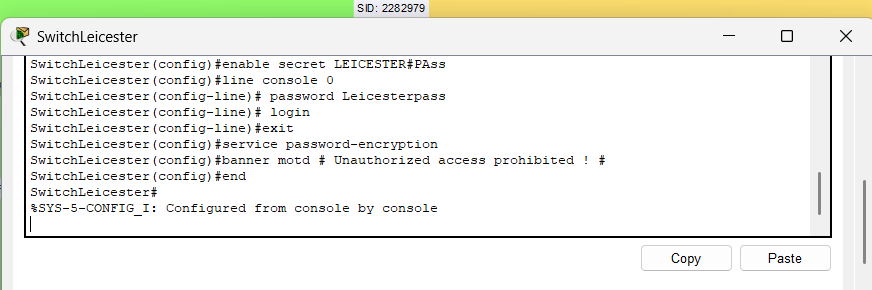 SID: 2282979
SwitchLeicester
SwitchLeicester(config)#enable secret LEICESTER#PAss
SwitchLeicester(config)#line console 0
SwitchLeicester(config-line)# password Leicesterpass
SwitchLeicester(config-line)# login
SwitchLeicester(config-line)#exit
SwitchLeicester(config)#service password-encryption
SwitchLeicester(config)#banner motd # Unauthorized access prohibited ! #
SwitchLeicester(config)#end
SwitchLeicester#
%SYS-5-CONFIG_I: Configured from console by console
Copy
Paste